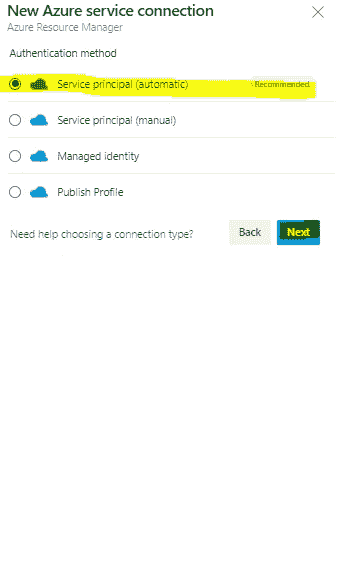 New Azure service connection
Azure Resource Manager
Authentication method
Service principal (automatic) Recommended
Service principal (manual)
Managed identity
Publish Profile
Need help choosing a connection type? Back Next